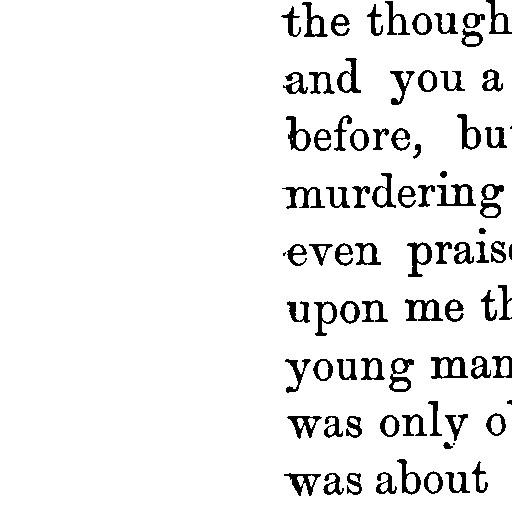 the though
and you a
before, bu
murdering
even prais
upon me th
young man
was only o
was about